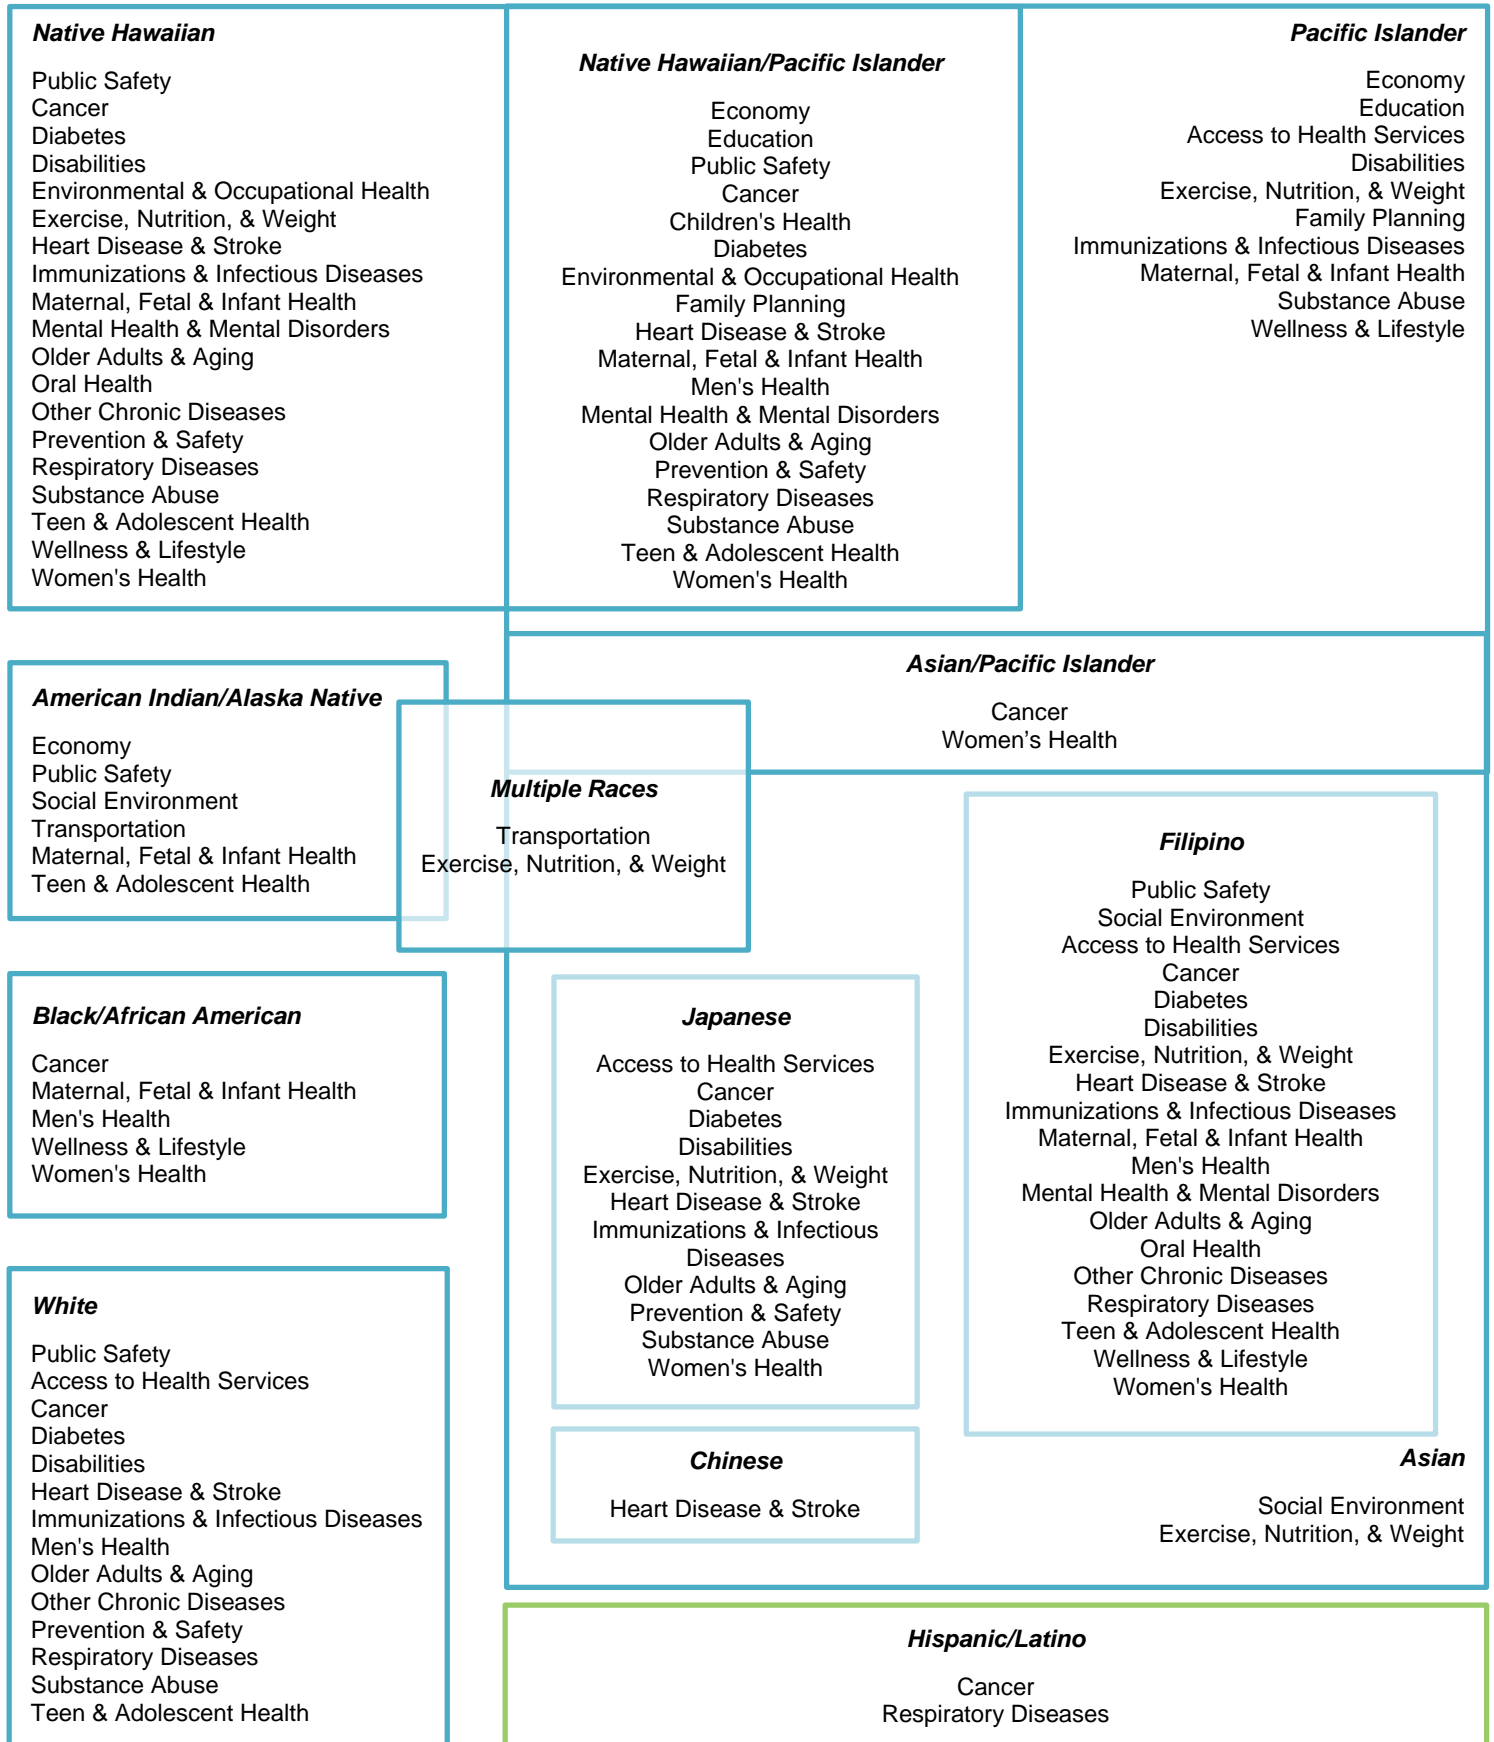 Native Hawaiian
Public Safety
Cancer
Diabetes
Disabilities
Environmental & Occupational Health
Exercise, Nutrition, & Weight
Heart Disease & Stroke
Immunizations & Infectious Diseases
Maternal, Fetal & Infant Health
Mental Health & Mental Disorders
Older Adults & Aging
Oral Health
Other Chronic Diseases
Prevention & Safety
Respiratory Diseases
Substance Abuse
Teen & Adolescent Health
Wellness & Lifestyle
Women's Health
Native Hawaiian/Pacific Islander
Economy
Education
Public Safety
Cancer
Children's Health
Diabetes
Environmental & Occupational Health
Family Planning
Heart Disease & Stroke
Maternal, Fetal & Infant Health
Men's Health
Mental Health & Mental Disorders
Older Adults & Aging
Prevention & Safety
Respiratory Diseases
Substance Abuse
Teen & Adolescent Health
Women's Health
Pacific Islander
Economy
Education
Access to Health Services
Disabilities
Exercise, Nutrition, & Weight
Family Planning
Immunizations & Infectious Diseases
Maternal, Fetal & Infant Health
Substance Abuse
Wellness & Lifestyle
Asian/Pacific Islander
Cancer
Women’s Health
American Indian/Alaska Native
Economy
Public Safety
Social Environment
Transportation
Maternal, Fetal & Infant Health
Teen & Adolescent Health
Multiple Races
Transportation
Exercise, Nutrition, & Weight
Filipino
Public Safety
Social Environment
Access to Health Services
Cancer
Diabetes
Disabilities
Exercise, Nutrition, & Weight
Heart Disease & Stroke
Immunizations & Infectious Diseases
Maternal, Fetal & Infant Health
Men's Health
Mental Health & Mental Disorders
Older Adults & Aging
Oral Health
Other Chronic Diseases
Respiratory Diseases
Teen & Adolescent Health
Wellness & Lifestyle
Women's Health
Black/African American
Cancer
Maternal, Fetal & Infant Health
Men's Health
Wellness & Lifestyle
Women's Health
Japanese
Access to Health Services
Cancer
Diabetes
Disabilities
Exercise, Nutrition, & Weight
Heart Disease & Stroke
Immunizations & Infectious
Diseases
Older Adults & Aging
Prevention & Safety
Substance Abuse
Women's Health
Chinese
Heart Disease & Stroke
Asian
Social Environment
Exercise, Nutrition, & Weight
White
Public Safety
Access to Health Services
Cancer
Diabetes
Disabilities
Heart Disease & Stroke
Immunizations & Infectious Diseases
Men's Health
Older Adults & Aging
Other Chronic Diseases
Prevention & Safety
Respiratory Diseases
Substance Abuse
Teen & Adolescent Health
Hispanic/Latino
Cancer
Respiratory Diseases